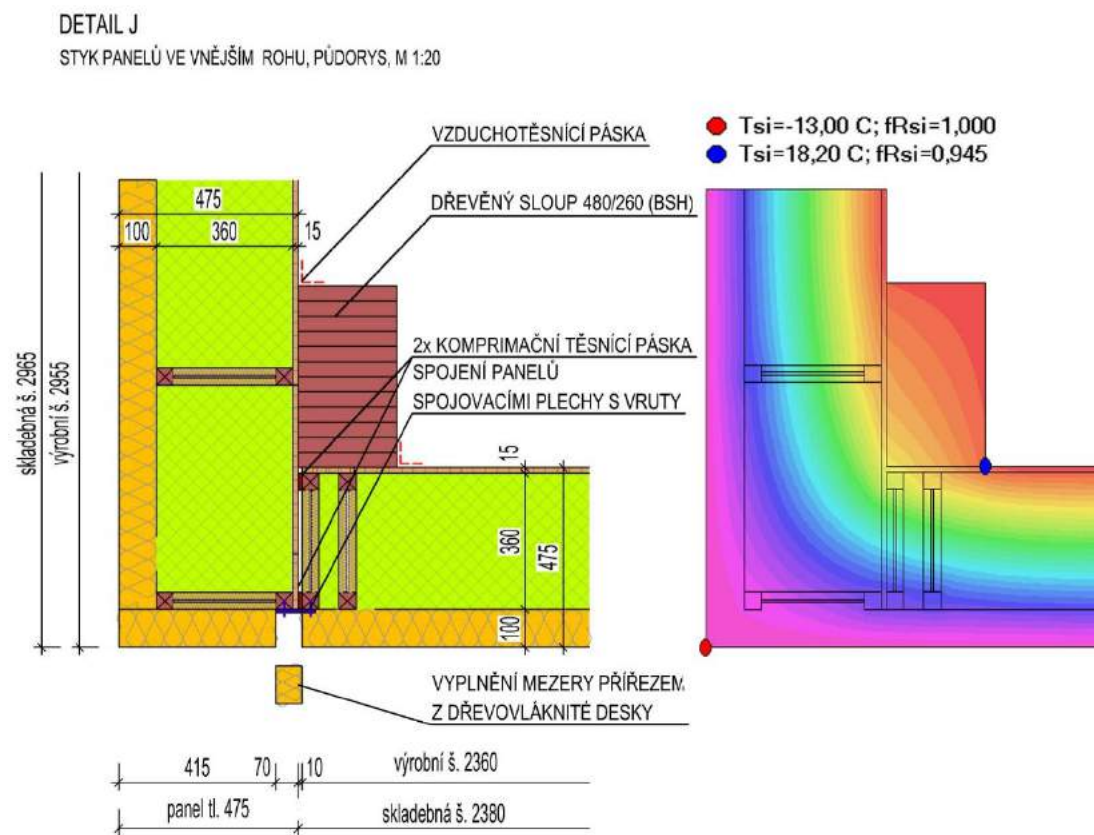 DETAIL J
STYK PANELŮ VE VNĚJŠÍM ROHU, PŮDORYS, M 1:20
VZDUCHOTĚSNÍCÍ PÁSKA
DŘEVĚNÝ SLOUP 480/260 (BSH)
2x KOMPRIMAČNÍ TĚSNÍCÍ PÁSKA
SPOJENÍ PANELŮ
SPOJOVACÍMI PLECHY S VRUTY
475
100
360
15
skladebná š. 2965
výrobní š. 2955
15
360
475
100
VYPLNĚNÍ MEZERY PŘÍŘEZEM
Z DŘEVOVLÁKNITÉ DESKY
415
70
10
výrobní š. 2360
panel tl. 475
skladebná š. 2380
Tsi=-13,00 C; fRsi=1,000
Tsi=18,20 C; fRsi=0,945